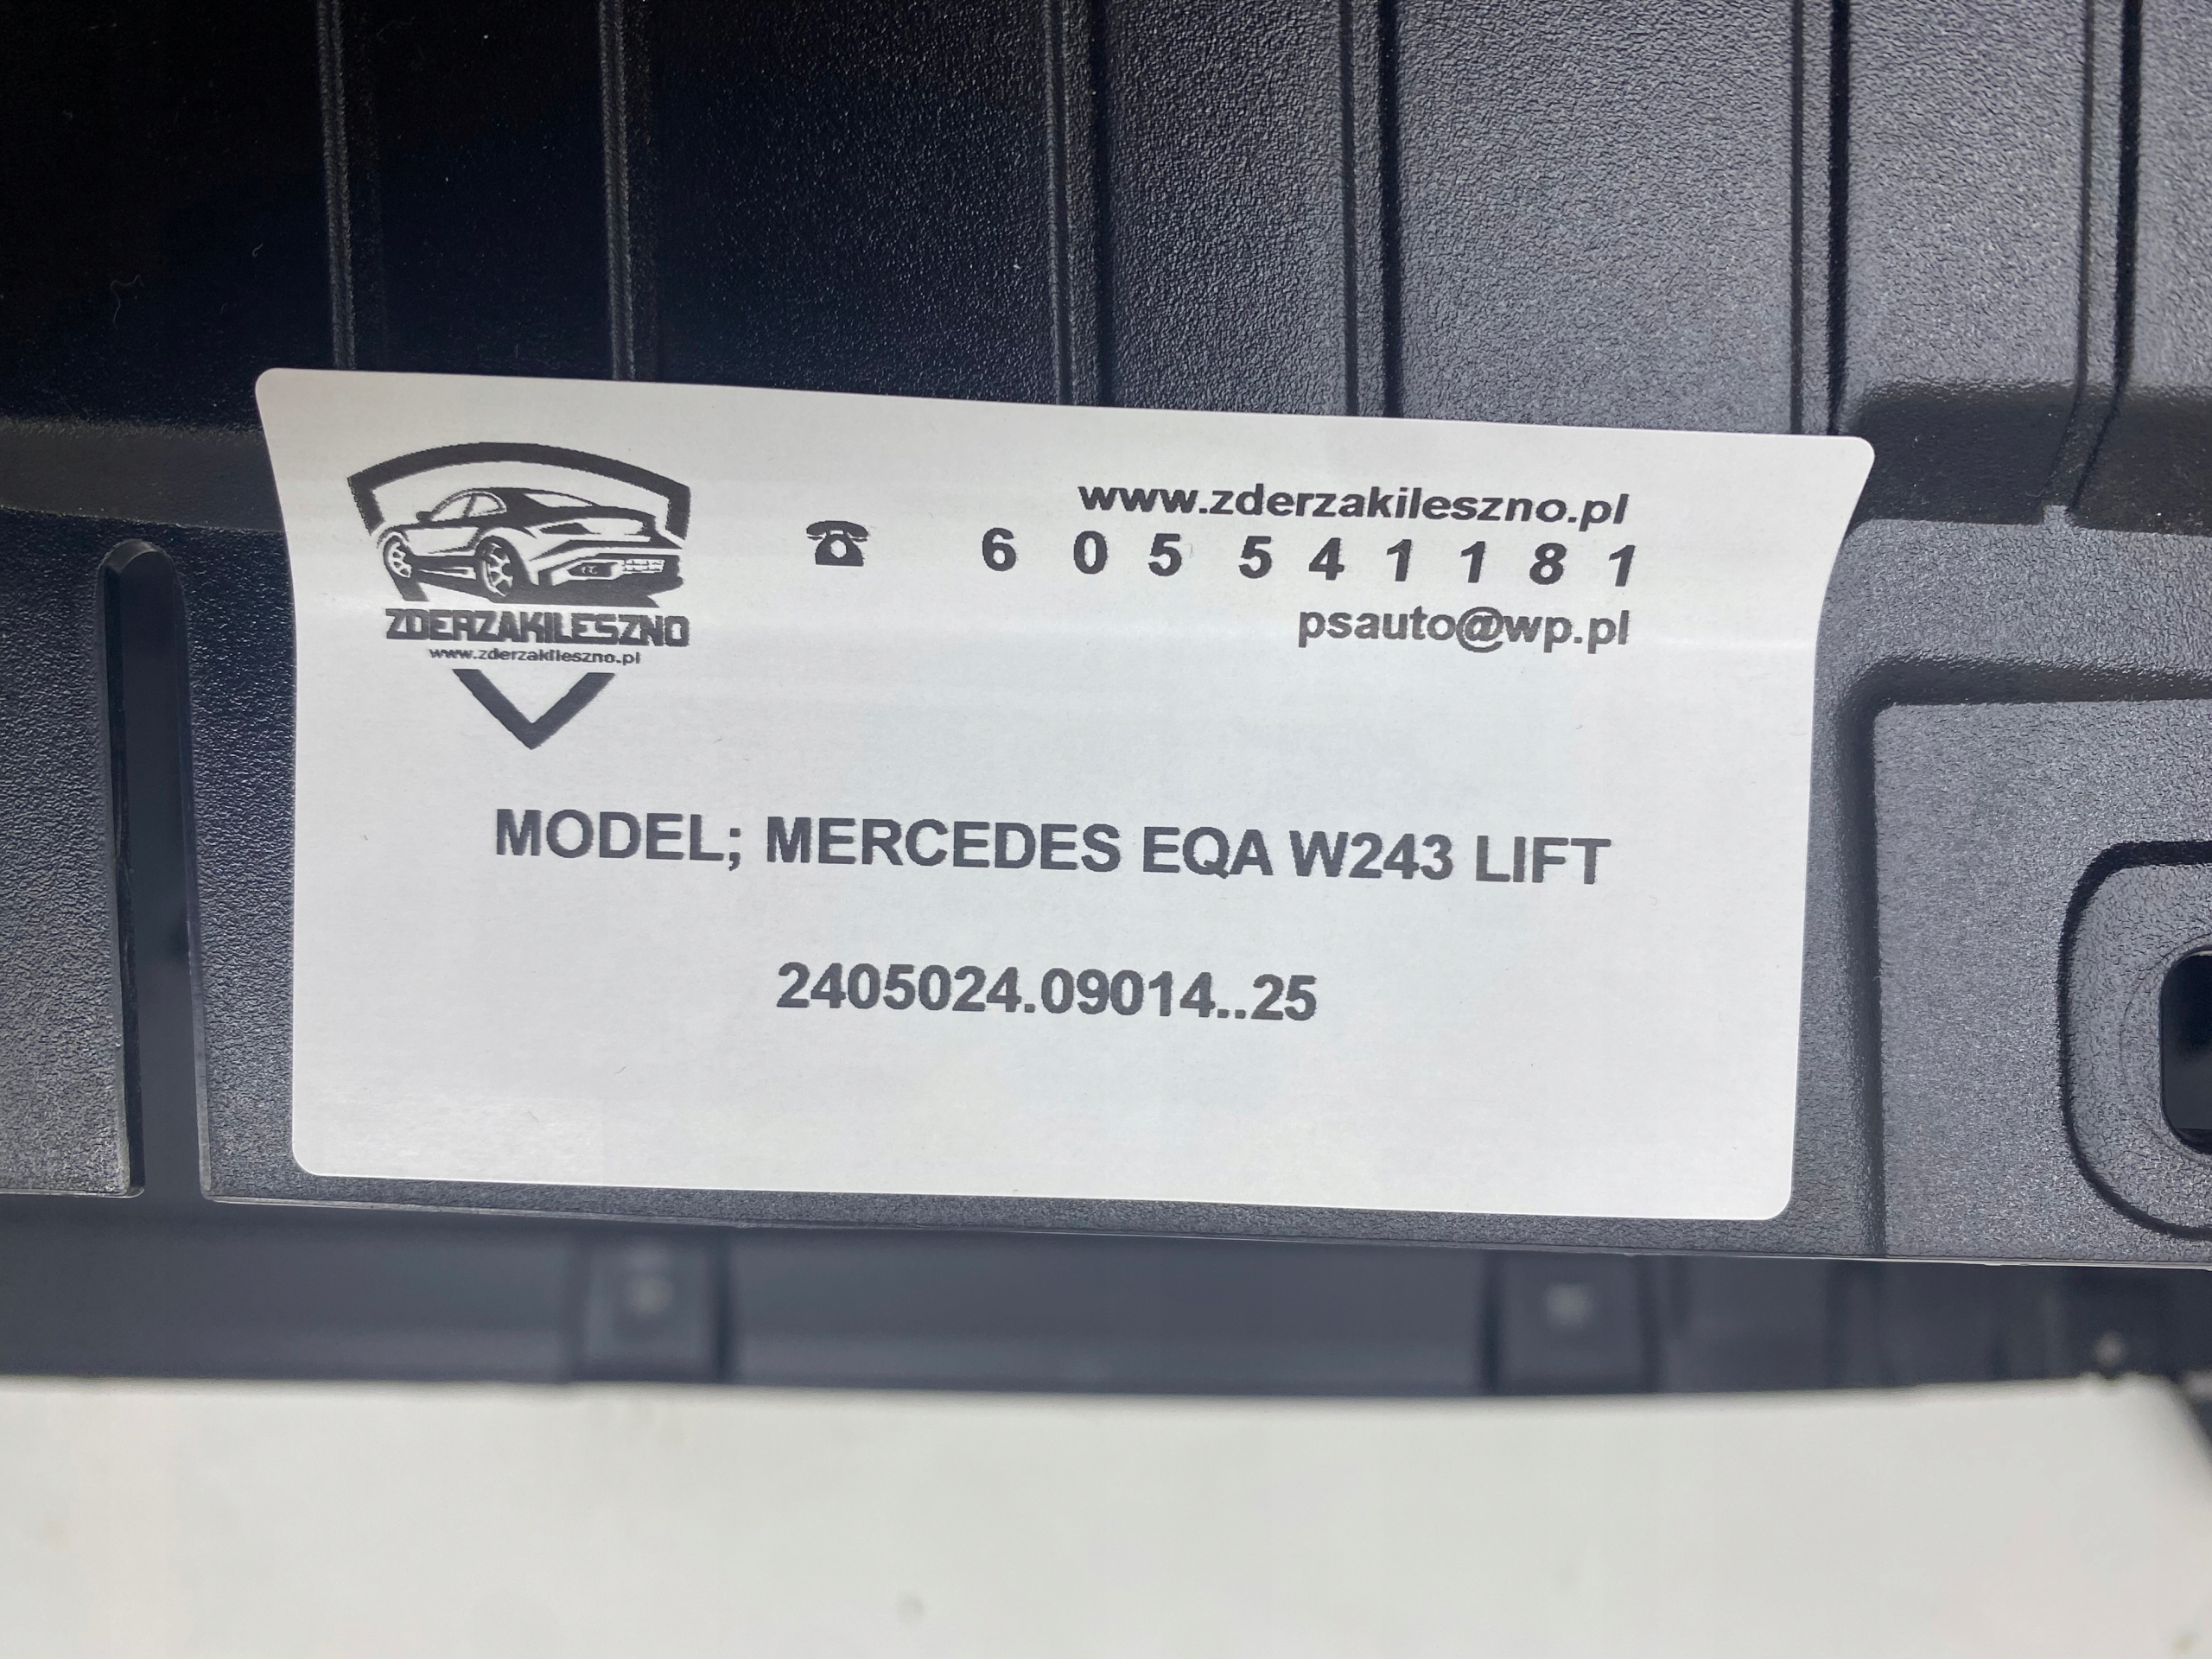 www.zderzakileszno.pl
☎ 6 0 5 5 4 1 1 8 1
psauto@wp.pl
ZDERZAKILESZNO
www.zderzakileszno.pl
MODEL; MERCEDES EQA W243 LIFT
2405024.09014..25